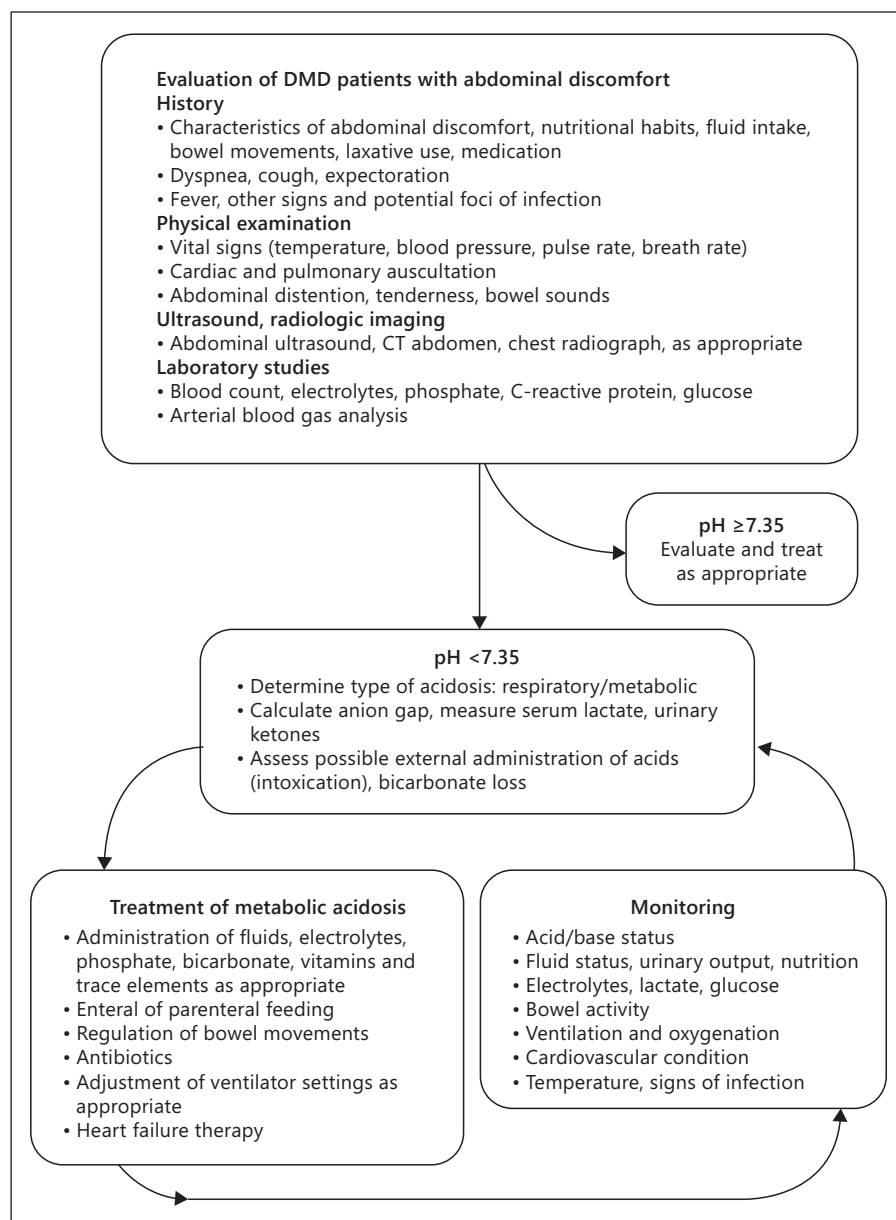 Evaluation of DMD patients with abdominal discomfort
History
• Characteristics of abdominal discomfort, nutritional habits, fluid intake,
bowel movements, laxative use, medication
• Dyspnea, cough, expectoration
• Fever, other signs and potential foci of infection
Physical examination
• Vital signs (temperature, blood pressure, pulse rate, breath rate)
• Cardiac and pulmonary auscultation
• Abdominal distention, tenderness, bowel sounds
Ultrasound, radiologic imaging
• Abdominal ultrasound, CT abdomen, chest radiograph, as appropriate
Laboratory studies
• Blood count, electrolytes, phosphate, C-reactive protein, glucose
• Arterial blood gas analysis
pH ≥7.35
Evaluate and treat
as appropriate
pH <7.35
• Determine type of acidosis: respiratory/metabolic
• Calculate anion gap, measure serum lactate, urinary
ketones
• Assess possible external administration of acids
(intoxication), bicarbonate loss
Treatment of metabolic acidosis
• Administration of fluids, electrolytes,
phosphate, bicarbonate, vitamins and
trace elements as appropriate
• Enteral of parenteral feeding
• Regulation of bowel movements
• Antibiotics
• Adjustment of ventilator settings as
appropriate
• Heart failure therapy
Monitoring
• Acid/base status
• Fluid status, urinary output, nutrition
• Electrolytes, lactate, glucose
• Bowel activity
• Ventilation and oxygenation
• Cardiovascular condition
• Temperature, signs of infection